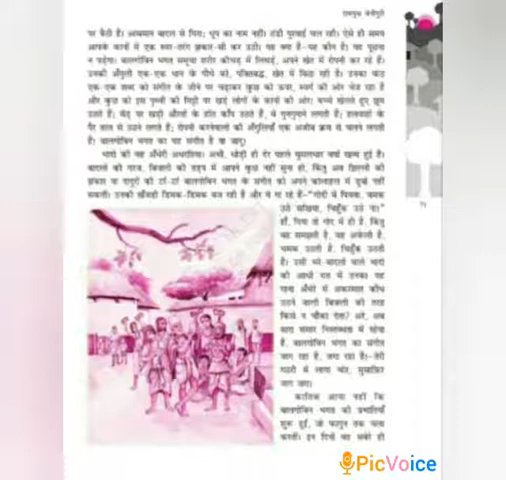 रामवृक्ष बेनीपुरी
पर बैठी हैं। आसमान बादल से घिरा; धूप का नाम नहीं। ठंडी पुरवाई चल रही। ऐसे ही समय
आपके कानों में एक स्वर-तरंग झंकार-सी कर उठी। यह क्या है-यह कौन है! यह पूछना
न पड़ेगा। बालगोबिन भगत समूचा शरीर कीचड़ में लिथड़े, अपने खेत में रोपनी कर रहे हैं।
उनकी अँगुली एक-एक धान के पौधे को, पंक्तिबद्ध, खेत में बिठा रही है। उनका कंठ
एक-एक शब्द को संगीत के जीने पर चढ़ाकर कुछ को ऊपर, स्वर्ग की ओर भेज रहा है
और कुछ को इस पृथ्वी की मिट्टी पर खड़े लोगों के कानों की ओर! बच्चे खेलते हुए झूम
उठते हैं; मेंड़ पर खड़ी औरतों के होंठ काँप उठते हैं, वे गुनगुनाने लगती हैं; हलवाहों के
पैर ताल से उठने लगते हैं; रोपनी करनेवालों की अँगुलियाँ एक अजीब क्रम से चलने लगती
हैं! बालगोबिन भगत का यह संगीत है या जादू!
भादो की वह अँधेरी अधरतिया। अभी, थोड़ी ही देर पहले मुसलधार वर्षा खत्म हुई है।
बादलों की गरज, बिजली की तड़प में आपने कुछ नहीं सुना हो, किंतु अब झिल्ली की
झंकार या दादुरों की टर्र-टर्र बालगोबिन भगत के संगीत को अपने कोलाहल में डुबो नहीं
सकतीं। उनकी खँजड़ी डिमक-डिमक बज रही है और वे गा रहे हैं-"गोदी में पियवा, चमक
उठे सखिया, चिहुँक उठे ना!"
हाँ, पिया तो गोद में ही है, किंतु
वह समझती है, वह अकेली है,
चमक उठती है, चिहुँक उठती
है। उसी भरे-बादलों वाले भादो
की आधी रात में उनका यह
गाना अँधेरे में अकस्मात कौंध
उठने वाली बिजली की तरह
किसे न चौंका देता? अरे, अब
सारा संसार निस्तब्धता में सोया
है, बालगोबिन भगत का संगीत
जाग रहा है, जगा रहा है!-तेरी
गठरी में लागा चोर, मुसाफ़िर
जाग ज़रा!
कातिक आया नहीं कि
बालगोबिन भगत की प्रभातियाँ
शुरू हुईं, जो फागुन तक चला
करतीं। इन दिनों वह सबेरे ही
PicVoice